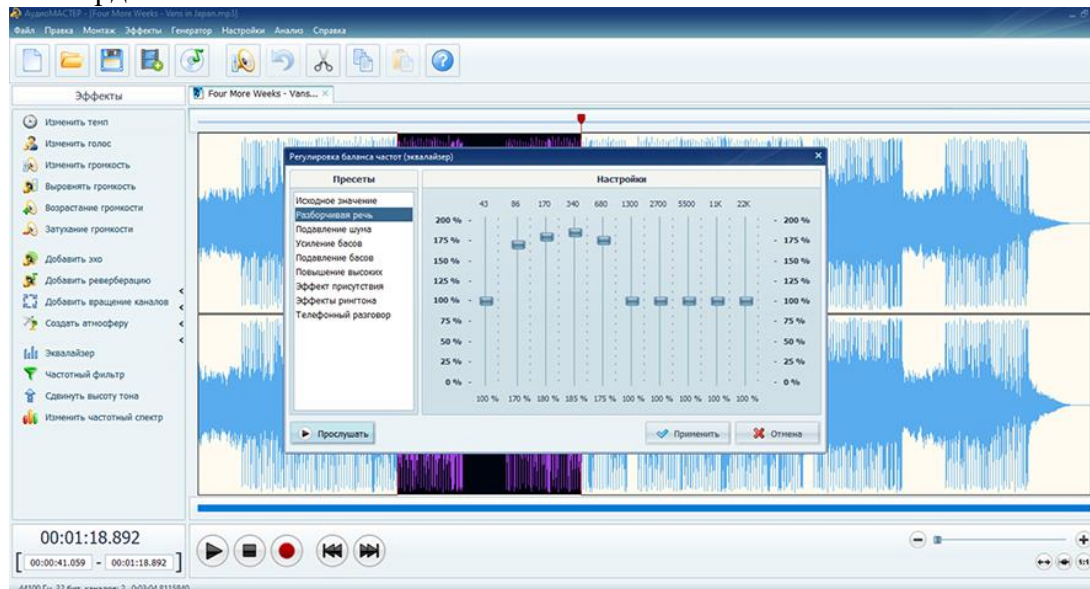 АудиоМАСТЕР - [Four More Weeks - Vans in Japan.mp3]
Файл Правка Монтаж Эффекты Генератор Настройки Анализ Справка
Эффекты
Four More Weeks - Vans...
Изменить темп
Изменить голос
Изменить громкость
Выровнять громкость
Возрастание громкости
Затухание громкости
Добавить эхо
Добавить реверберацию
Добавить вращение каналов
Создать атмосферу
Эквалайзер
Частотный фильтр
Сдвинуть высоту тона
Изменить частотный спектр
Регулировка баланса частот (эквалайзер)
Пресеты
Исходное значение
Разборчивая речь
Подавление шума
Усиление басов
Подавление басов
Повышение высоких
Эффект присутствия
Эффекты рингтона
Телефонный разговор
Настройки
43 86 170 340 680 1300 2700 5500 11K 22K
200 % 200 %
175 % 175 %
150 % 150 %
125 % 125 %
100 % 100 %
75 % 75 %
50 % 50 %
25 % 25 %
0 % 0 %
100 % 170 % 180 % 185 % 175 % 100 % 100 % 100 % 100 % 100 %
Прослушать
Применить
Отмена
00:01:18.892
00:00:41.059 - 00:01:18.892
1:1